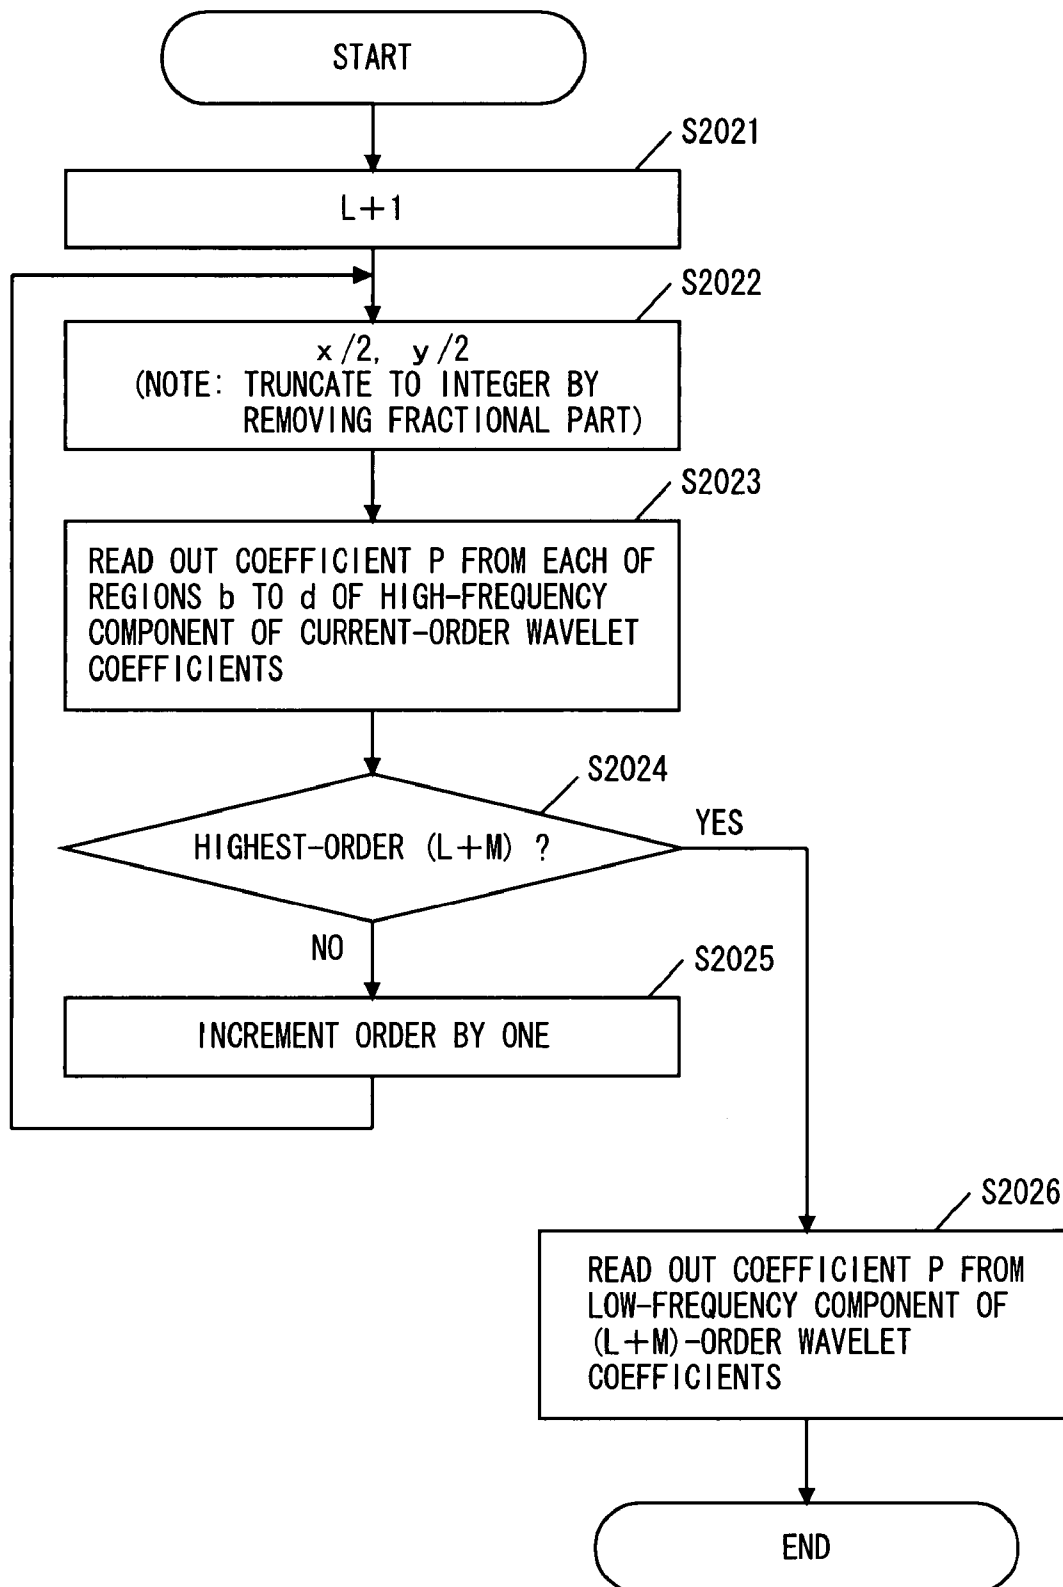 START
S2021
L+1
S2022
x/2, y/2
(NOTE: TRUNCATE TO INTEGER BY
REMOVING FRACTIONAL PART)
S2023
READ OUT COEFFICIENT P FROM EACH OF
REGIONS b TO d OF HIGH-FREQUENCY
COMPONENT OF CURRENT-ORDER WAVELET
COEFFICIENTS
S2024
HIGHEST-ORDER (L+M) ?
YES
NO
S2025
INCREMENT ORDER BY ONE
S2026
READ OUT COEFFICIENT P FROM
LOW-FREQUENCY COMPONENT OF
(L+M)-ORDER WAVELET
COEFFICIENTS
END